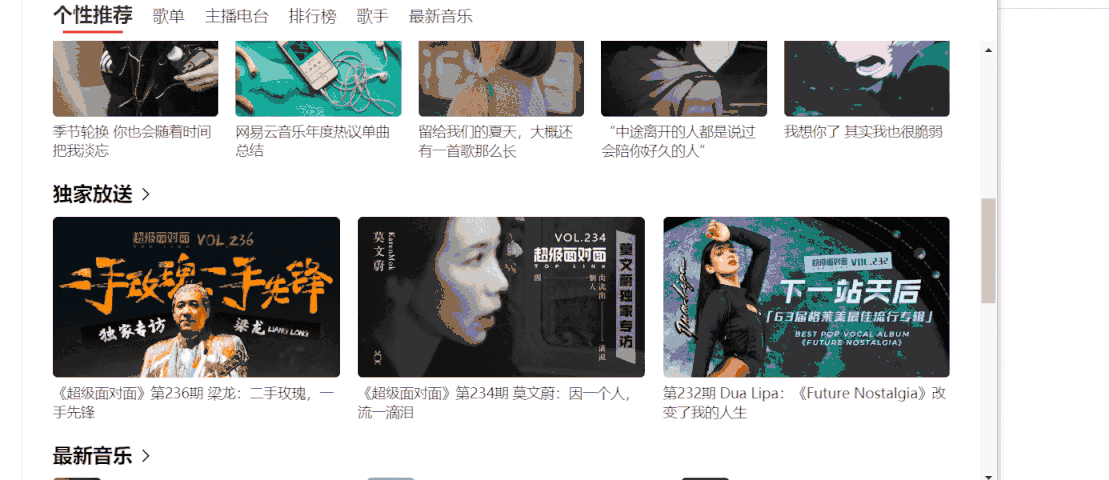 个性推荐 歌单 主播电台 排行榜 歌手 最新音乐
季节轮换 你也会随着时间
把我淡忘
网易云音乐年度热议单曲
总结
留给我们的夏天，大概还
有一首歌那么长
“中途离开的人都是说过
会陪你好久的人”
我想你了 其实我也很脆弱
独家放送
超级面对面 VOL.236
TOP LINK
二手玫瑰 二手先锋
独家专访 梁龙 LIANG LONG
莫文蔚
KarenMok
VOL.234
超级面对面
TOP LINK
莫文蔚独家专访
超级面对面 VOL.232
下一站天后
「63届格莱美最佳流行专辑」
BEST POP VOCAL ALBUM
《FUTURE NOSTALGIA》
《超级面对面》第236期 梁龙：二手玫瑰，一
手先锋
《超级面对面》第234期 莫文蔚：因一个人，
流一滴泪
第232期 Dua Lipa：《Future Nostalgia》改
变了我的人生
最新音乐